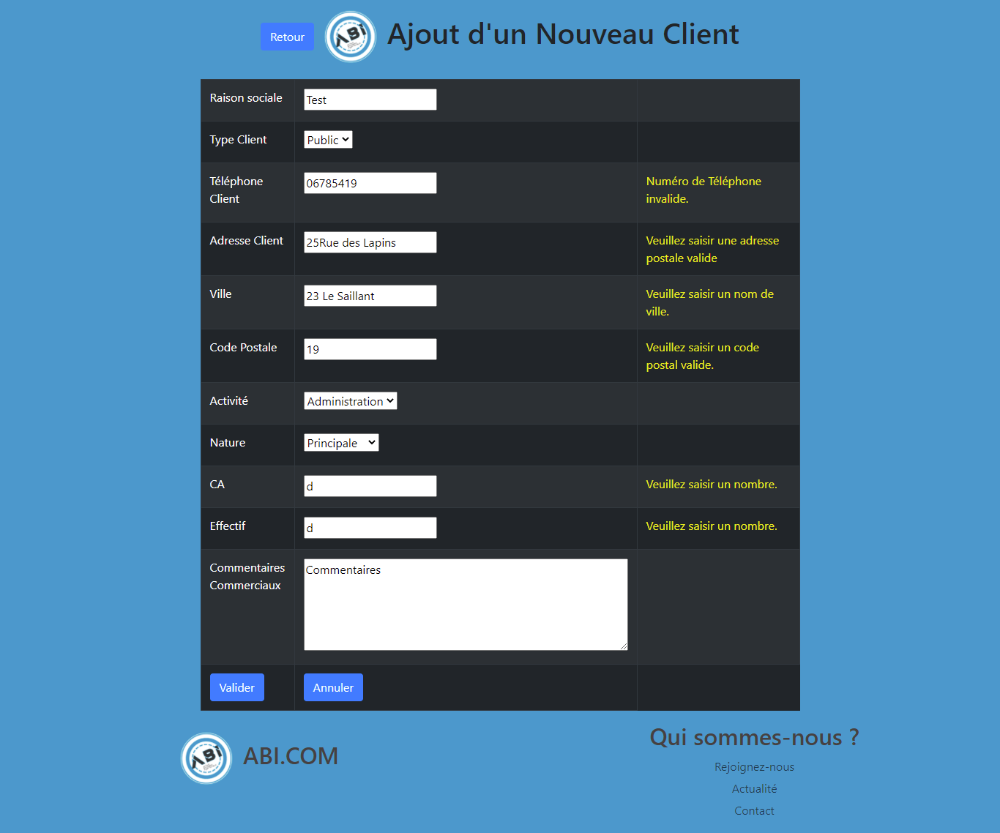 Retour
ABI
Ajout d'un Nouveau Client
Raison sociale
Test
Type Client
Public
Téléphone
Client
06785419
Numéro de Téléphone
invalide.
Adresse Client
25Rue des Lapins
Veuillez saisir une adresse
postale valide
Ville
23 Le Saillant
Veuillez saisir un nom de
ville.
Code Postale
19
Veuillez saisir un code
postal valide.
Activité
Administration
Nature
Principale
CA
d
Veuillez saisir un nombre.
Effectif
d
Veuillez saisir un nombre.
Commentaires
Commerciaux
Commentaires
Valider
Annuler
ABI
ABI.COM
Qui sommes-nous ?
Rejoignez-nous
Actualité
Contact